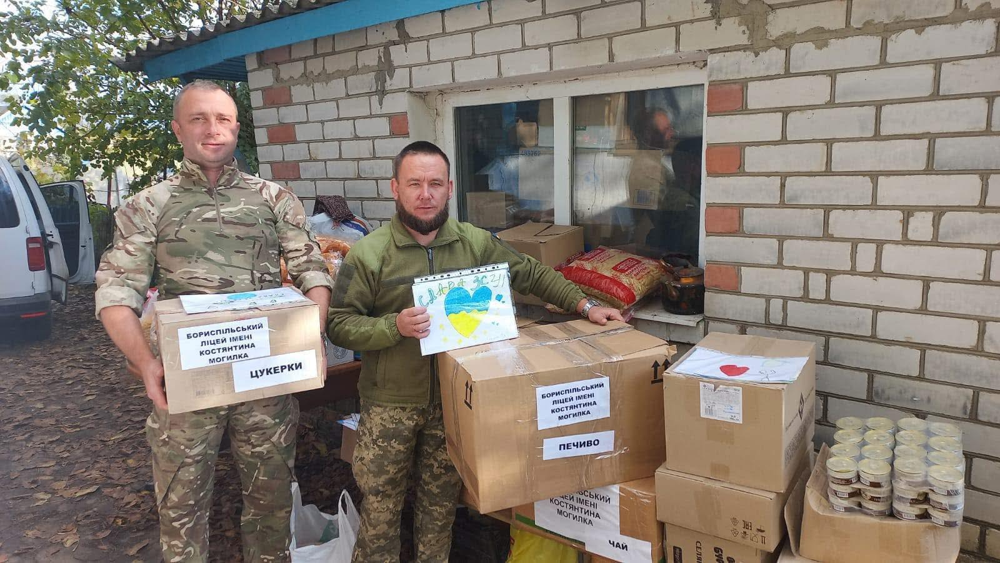 СЛАВА ЗСУ!
БОРИСПІЛЬСЬКИЙ
ЛІЦЕЙ ІМЕНІ
КОСТЯНТИНА
МОГИЛКА
ЦУКЕРКИ
БОРИСПІЛЬСЬКИЙ
ЛІЦЕЙ ІМЕНІ
КОСТЯНТИНА
МОГИЛКА
ПЕЧИВО
ЛІЦЕЙ ІМЕНІ
КОСТЯНТИНА
МОГИЛКА
ЧАЙ
483762